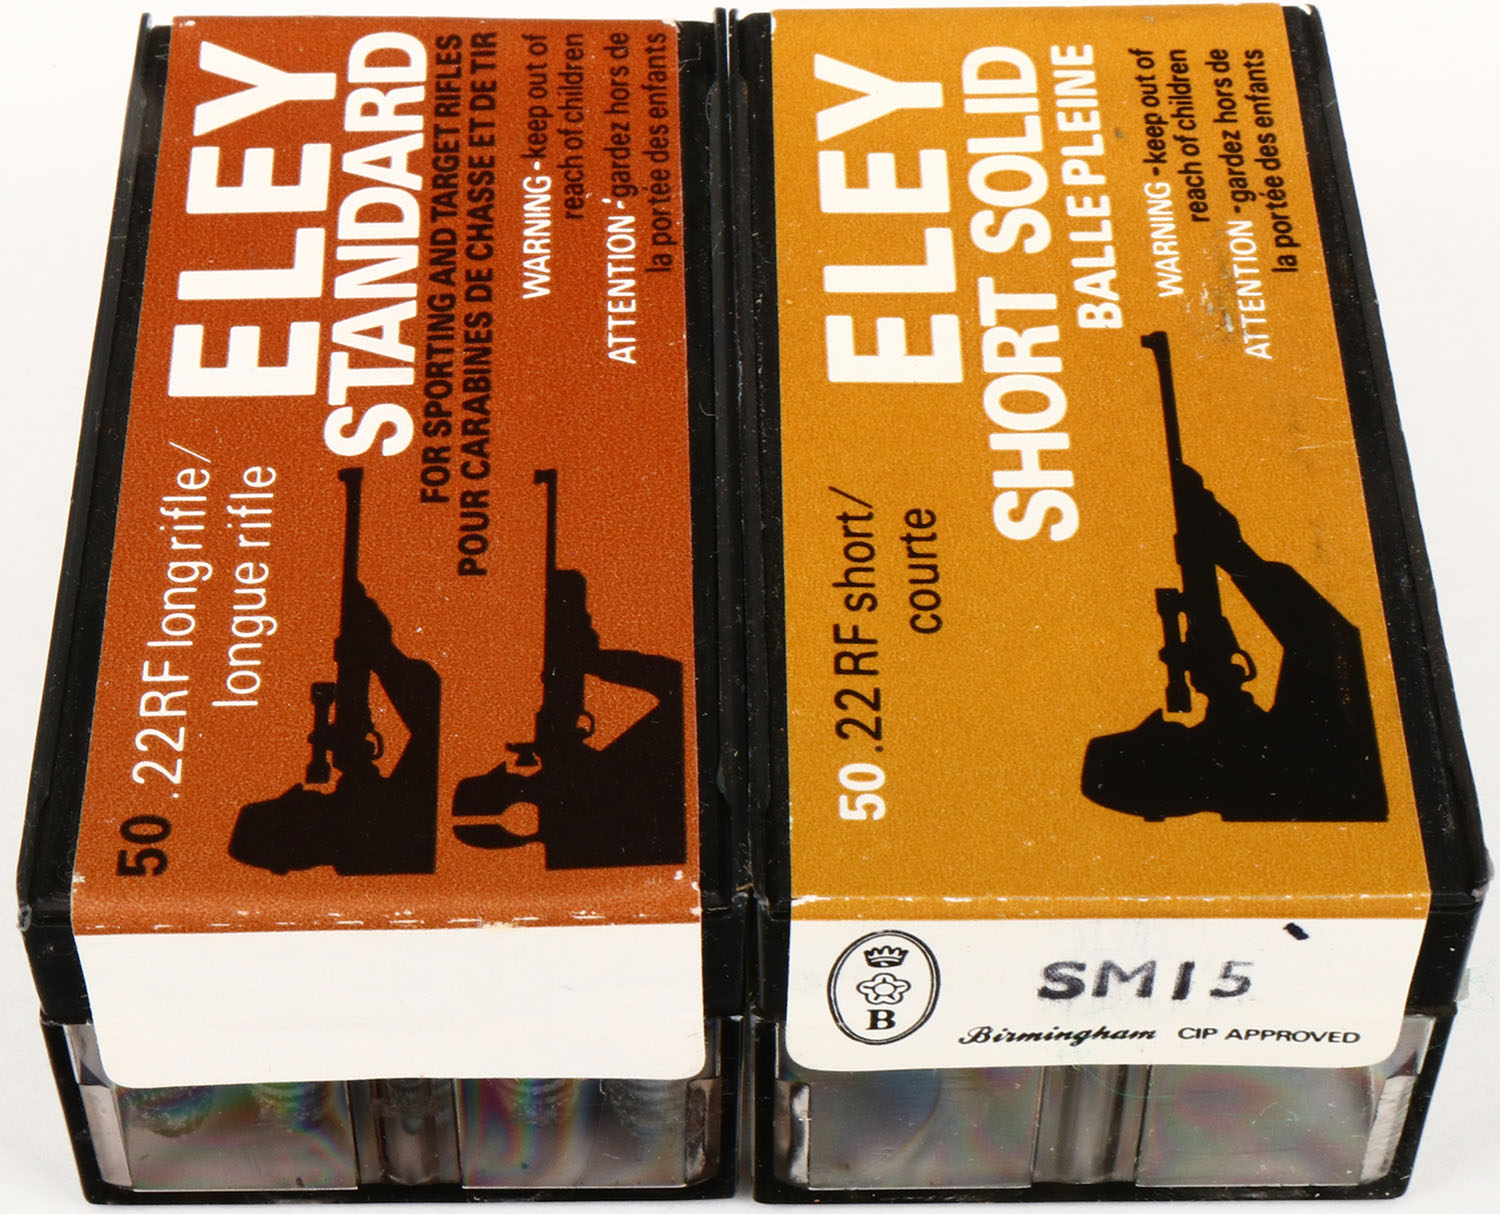 ELEY
STANDARD
FOR SPORTING AND TARGET RIFLES
POUR CARABINES DE CHASSE ET DE TIR
WARNING - keep out of
reach of children
ATTENTION - gardez hors de
la portée des enfants
50 .22 RF long rifle/
longue rifle
ELEY
SHORT SOLID
BALLE PLEINE
WARNING - keep out of
reach of children
ATTENTION - gardez hors de
la portée des enfants
50 .22 RF short/
courte
B
SM15
Birmingham CIP APPROVED